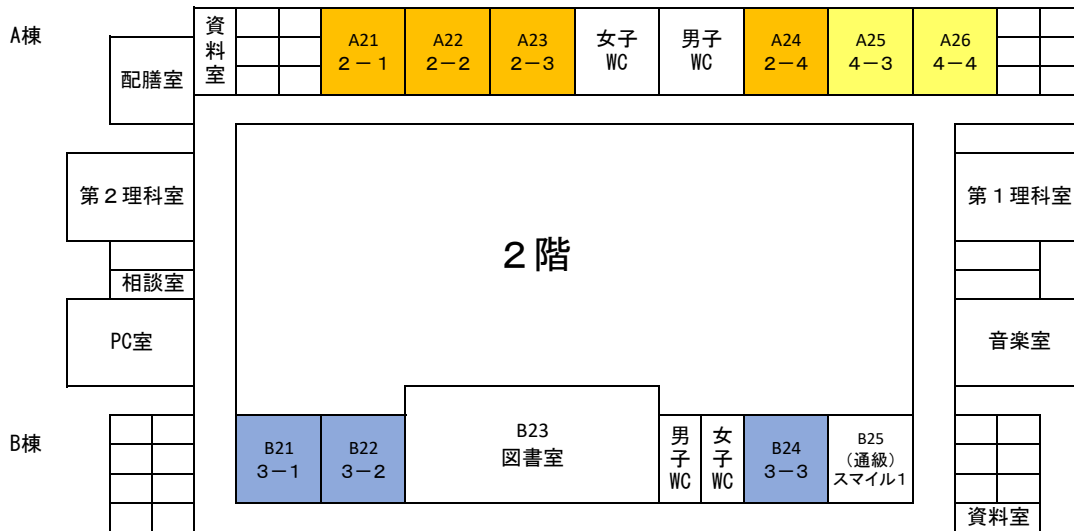 A棟
資料室
A21
２－１
A22
２－２
A23
２－３
女子
WC
男子
WC
A24
２－４
A25
４－３
A26
４－４
配膳室
第２理科室
第１理科室
２階
相談室
PC室
音楽室
B棟
B21
３－１
B22
３－２
B23
図書室
男子WC
女子WC
B24
３－３
B25
（通級）
スマイル1
資料室